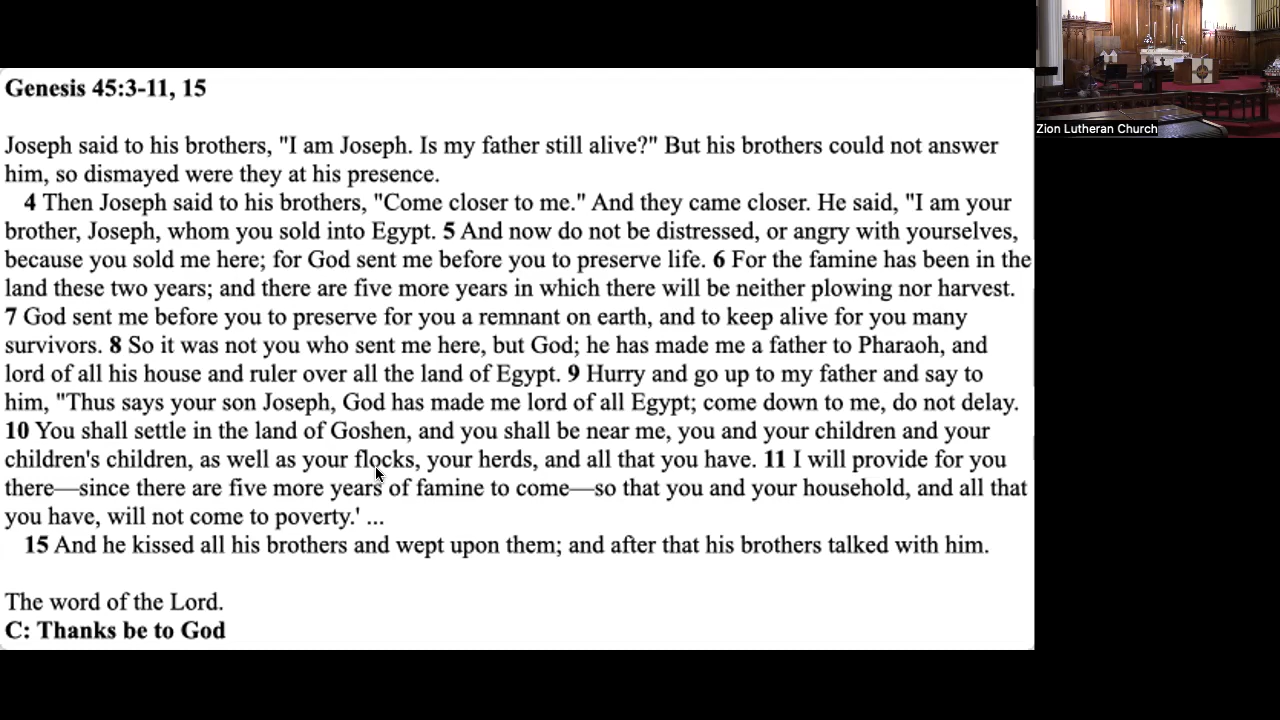 Genesis 45:3-11, 15
Joseph said to his brothers, "I am Joseph. Is my father still alive?" But his brothers could not answer
him, so dismayed were they at his presence.
4 Then Joseph said to his brothers, "Come closer to me." And they came closer. He said, "I am your
brother, Joseph, whom you sold into Egypt. 5 And now do not be distressed, or angry with yourselves,
because you sold me here; for God sent me before you to preserve life. 6 For the famine has been in the
land these two years; and there are five more years in which there will be neither plowing nor harvest.
7 God sent me before you to preserve for you a remnant on earth, and to keep alive for you many
survivors. 8 So it was not you who sent me here, but God; he has made me a father to Pharaoh, and
lord of all his house and ruler over all the land of Egypt. 9 Hurry and go up to my father and say to
him, "Thus says your son Joseph, God has made me lord of all Egypt; come down to me, do not delay.
10 You shall settle in the land of Goshen, and you shall be near me, you and your children and your
children's children, as well as your flocks, your herds, and all that you have. 11 I will provide for you
there—since there are five more years of famine to come—so that you and your household, and all that
you have, will not come to poverty.' ...
15 And he kissed all his brothers and wept upon them; and after that his brothers talked with him.
The word of the Lord.
C: Thanks be to God
Zion Lutheran Church